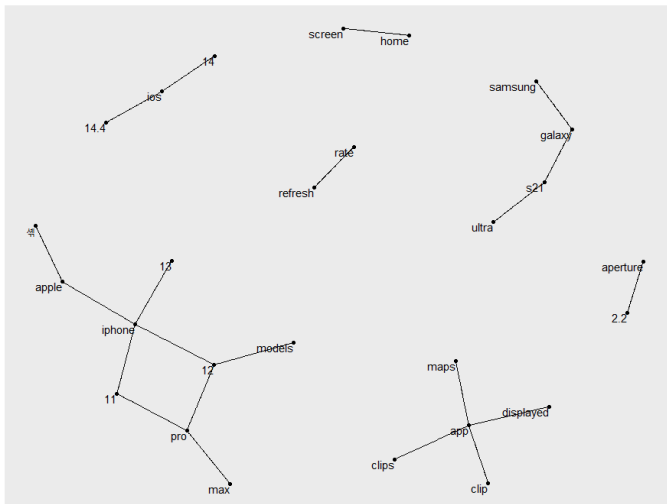 screen
home
14
ios
14.4
samsung
galaxy
s21
ultra
rate
refresh
apple
13
iphone
aperture
2.2
models
12
11
pro
max
maps
displayed
app
clips
clip